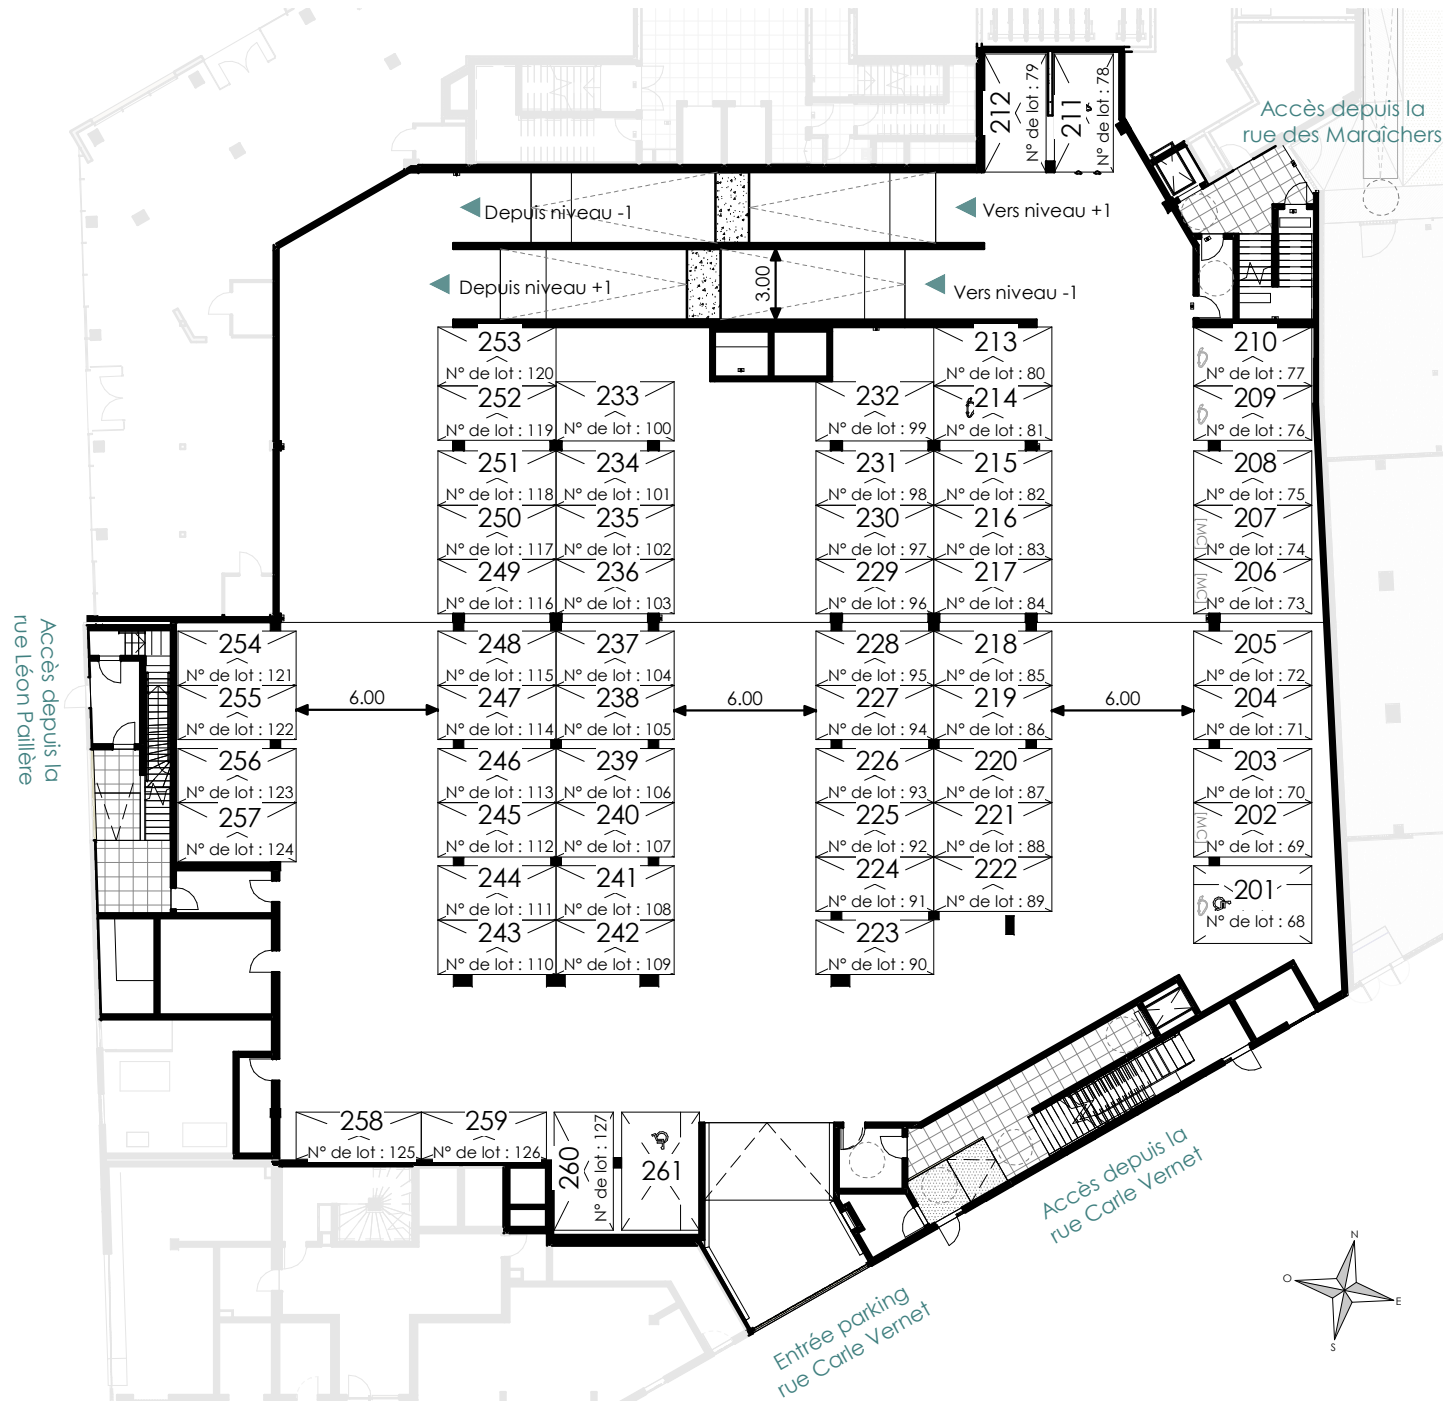 212
N° de lot : 79
211
N° de lot : 78
Accès depuis la
rue des Maraîchers
Depuis niveau -1
Vers niveau +1
Depuis niveau +1
3.00
Vers niveau -1
253
N° de lot : 120
252
N° de lot : 119
233
N° de lot : 100
232
N° de lot : 99
213
N° de lot : 80
214
N° de lot : 81
210
N° de lot : 77
209
N° de lot : 76
251
N° de lot : 118
234
N° de lot : 101
231
N° de lot : 98
215
N° de lot : 82
208
N° de lot : 75
250
N° de lot : 117
235
N° de lot : 102
230
N° de lot : 97
216
N° de lot : 83
207
N° de lot : 74
[MC]
249
N° de lot : 116
236
N° de lot : 103
229
N° de lot : 96
217
N° de lot : 84
206
N° de lot : 73
[MC]
Accès depuis la
rue Léon Paillère
254
N° de lot : 121
248
N° de lot : 115
237
N° de lot : 104
228
N° de lot : 95
218
N° de lot : 85
205
N° de lot : 72
255
N° de lot : 122
6.00
247
N° de lot : 114
238
N° de lot : 105
6.00
227
N° de lot : 94
219
N° de lot : 86
6.00
204
N° de lot : 71
256
N° de lot : 123
246
N° de lot : 113
239
N° de lot : 106
226
N° de lot : 93
220
N° de lot : 87
203
N° de lot : 70
257
N° de lot : 124
245
N° de lot : 112
240
N° de lot : 107
225
N° de lot : 92
221
N° de lot : 88
202
N° de lot : 69
[MC]
244
N° de lot : 111
241
N° de lot : 108
224
N° de lot : 91
222
N° de lot : 89
201
N° de lot : 68
243
N° de lot : 110
242
N° de lot : 109
223
N° de lot : 90
258
N° de lot : 125
259
N° de lot : 126
260
N° de lot : 127
261
Accès depuis la
rue Carle Vernet
Entrée parking
rue Carle Vernet
N
O
E
S